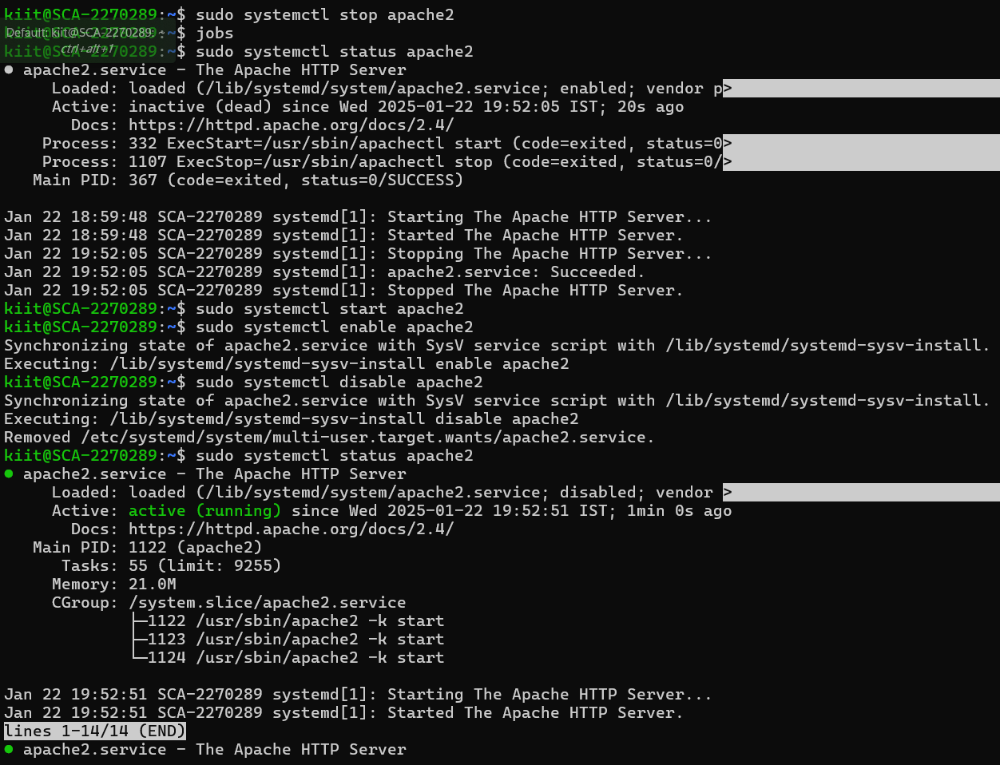 kiit@SCA-2270289:~$ sudo systemctl stop apache2
kiit@SCA-2270289:~$ jobs
Default: kiit@SCA-2270289: ~
kiit@SCA-2270289:~$ sudo systemctl status apache2
ctrl+alt+1
● apache2.service - The Apache HTTP Server
     Loaded: loaded (/lib/systemd/system/apache2.service; enabled; vendor p>
     Active: inactive (dead) since Wed 2025-01-22 19:52:05 IST; 20s ago
       Docs: https://httpd.apache.org/docs/2.4/
    Process: 332 ExecStart=/usr/sbin/apachectl start (code=exited, status=0>
    Process: 1107 ExecStop=/usr/sbin/apachectl stop (code=exited, status=0/>
   Main PID: 367 (code=exited, status=0/SUCCESS)
Jan 22 18:59:48 SCA-2270289 systemd[1]: Starting The Apache HTTP Server...
Jan 22 18:59:48 SCA-2270289 systemd[1]: Started The Apache HTTP Server.
Jan 22 19:52:05 SCA-2270289 systemd[1]: Stopping The Apache HTTP Server...
Jan 22 19:52:05 SCA-2270289 systemd[1]: apache2.service: Succeeded.
Jan 22 19:52:05 SCA-2270289 systemd[1]: Stopped The Apache HTTP Server.
kiit@SCA-2270289:~$ sudo systemctl start apache2
kiit@SCA-2270289:~$ sudo systemctl enable apache2
Synchronizing state of apache2.service with SysV service script with /lib/systemd/systemd-sysv-install.
Executing: /lib/systemd/systemd-sysv-install enable apache2
kiit@SCA-2270289:~$ sudo systemctl disable apache2
Synchronizing state of apache2.service with SysV service script with /lib/systemd/systemd-sysv-install.
Executing: /lib/systemd/systemd-sysv-install disable apache2
Removed /etc/systemd/system/multi-user.target.wants/apache2.service.
kiit@SCA-2270289:~$ sudo systemctl status apache2
● apache2.service - The Apache HTTP Server
     Loaded: loaded (/lib/systemd/system/apache2.service; disabled; vendor >
     Active: active (running) since Wed 2025-01-22 19:52:51 IST; 1min 0s ago
       Docs: https://httpd.apache.org/docs/2.4/
   Main PID: 1122 (apache2)
      Tasks: 55 (limit: 9255)
     Memory: 21.0M
     CGroup: /system.slice/apache2.service
             ├─1122 /usr/sbin/apache2 -k start
             ├─1123 /usr/sbin/apache2 -k start
             └─1124 /usr/sbin/apache2 -k start
Jan 22 19:52:51 SCA-2270289 systemd[1]: Starting The Apache HTTP Server...
Jan 22 19:52:51 SCA-2270289 systemd[1]: Started The Apache HTTP Server.
lines 1-14/14 (END)
● apache2.service - The Apache HTTP Server